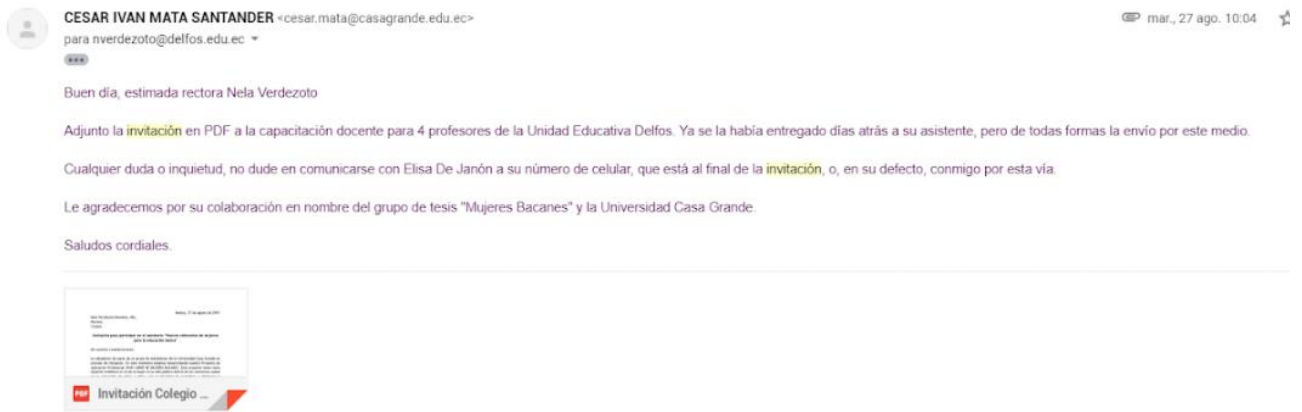 CESAR IVAN MATA SANTANDER <cesar.mata@casagrande.edu.ec>
mar., 27 ago. 10:04
para nverdezoto@delfos.edu.ec
Buen día, estimada rectora Nela Verdezoto
Adjunto la invitación en PDF a la capacitación docente para 4 profesores de la Unidad Educativa Delfos. Ya se la había entregado días atrás a su asistente, pero de todas formas la envío por este medio.
Cualquier duda o inquietud, no dude en comunicarse con Elisa De Janón a su número de celular, que está al final de la invitación, o, en su defecto, conmigo por esta vía.
Le agradecemos por su colaboración en nombre del grupo de tesis "Mujeres Bacanes" y la Universidad Casa Grande.
Saludos cordiales.
PDF Invitación Colegio ...